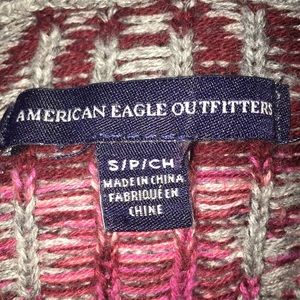 AMERICAN EAGLE OUTFITTERS
S/P/CH
MADE IN CHINA
FABRIQUÉ EN
CHINE